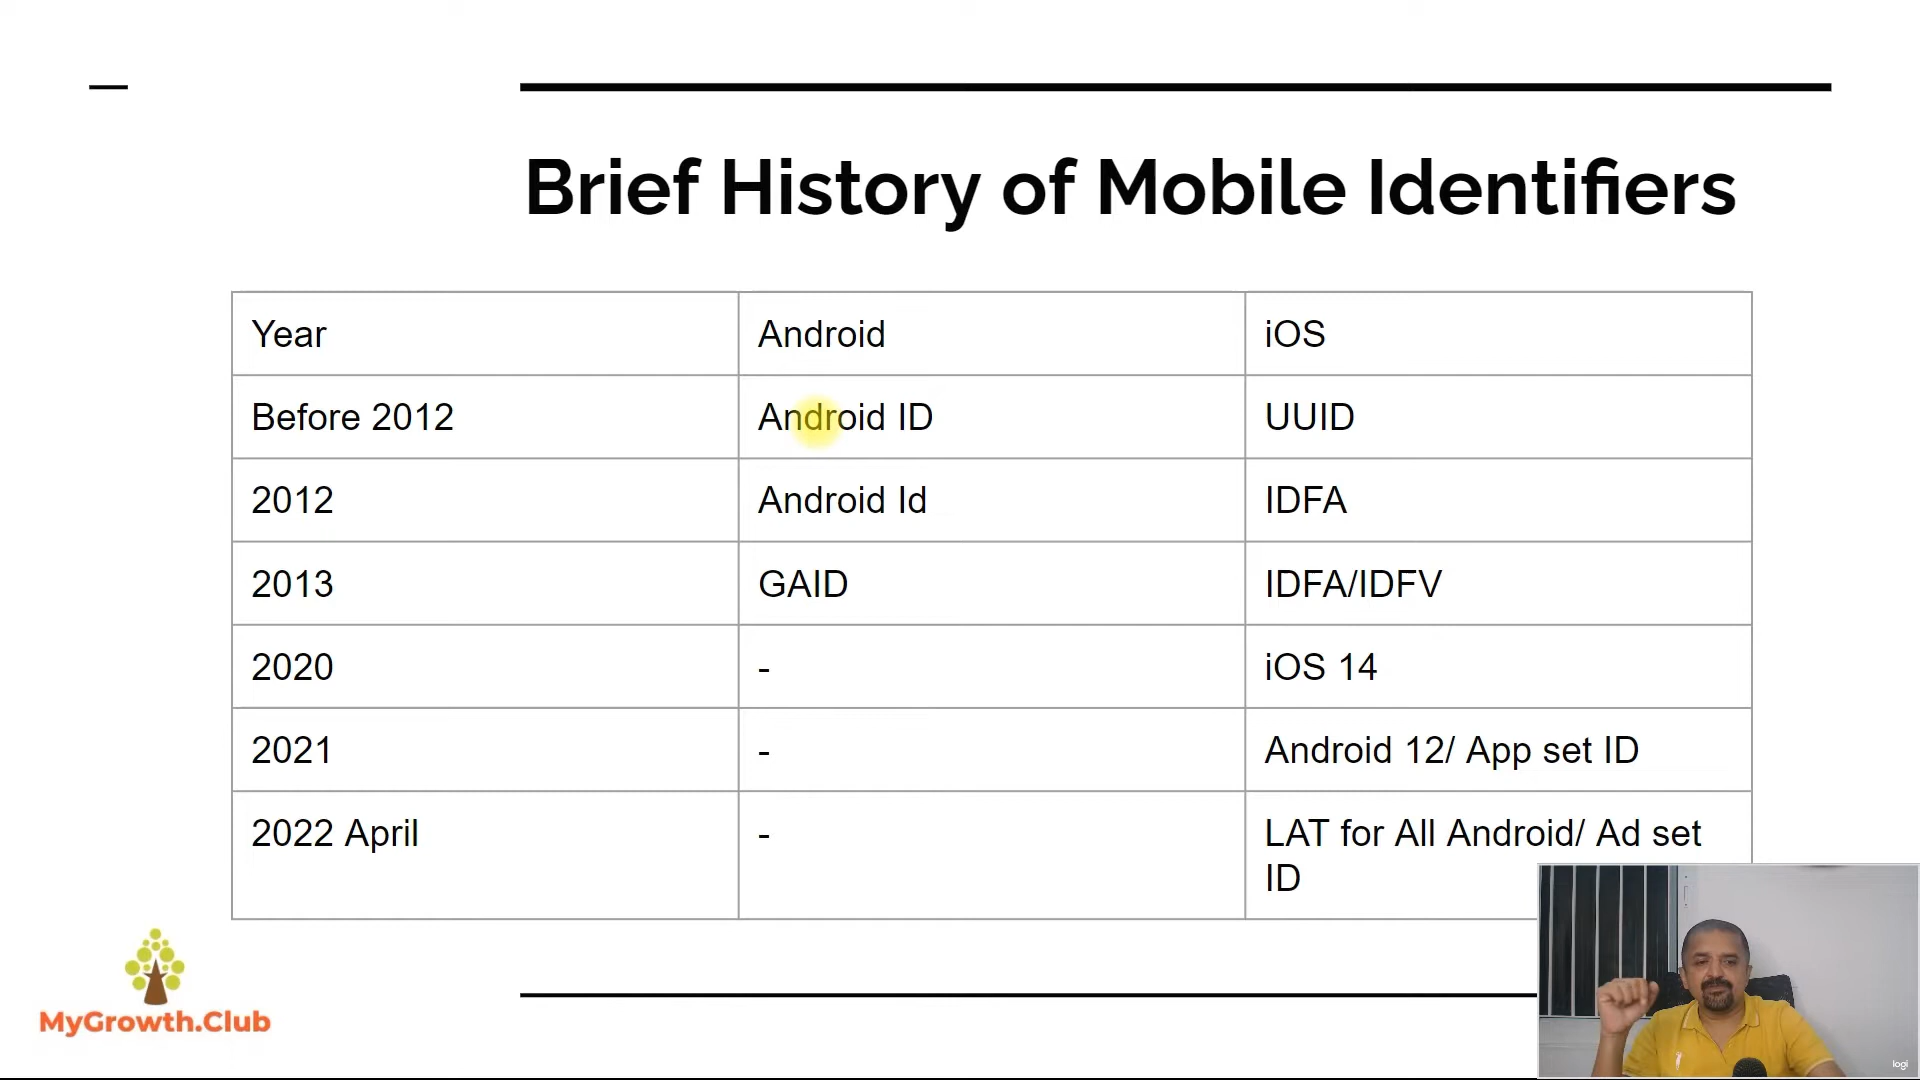 Brief History of Mobile Identifiers
Year Android iOS
Before 2012 Android ID UUID
2012 Android Id IDFA
2013 GAID IDFA/IDFV
2020 - iOS 14
2021 - Android 12/ App set ID
2022 April - LAT for All Android/ Ad set
ID
MyGrowth.Club
logi